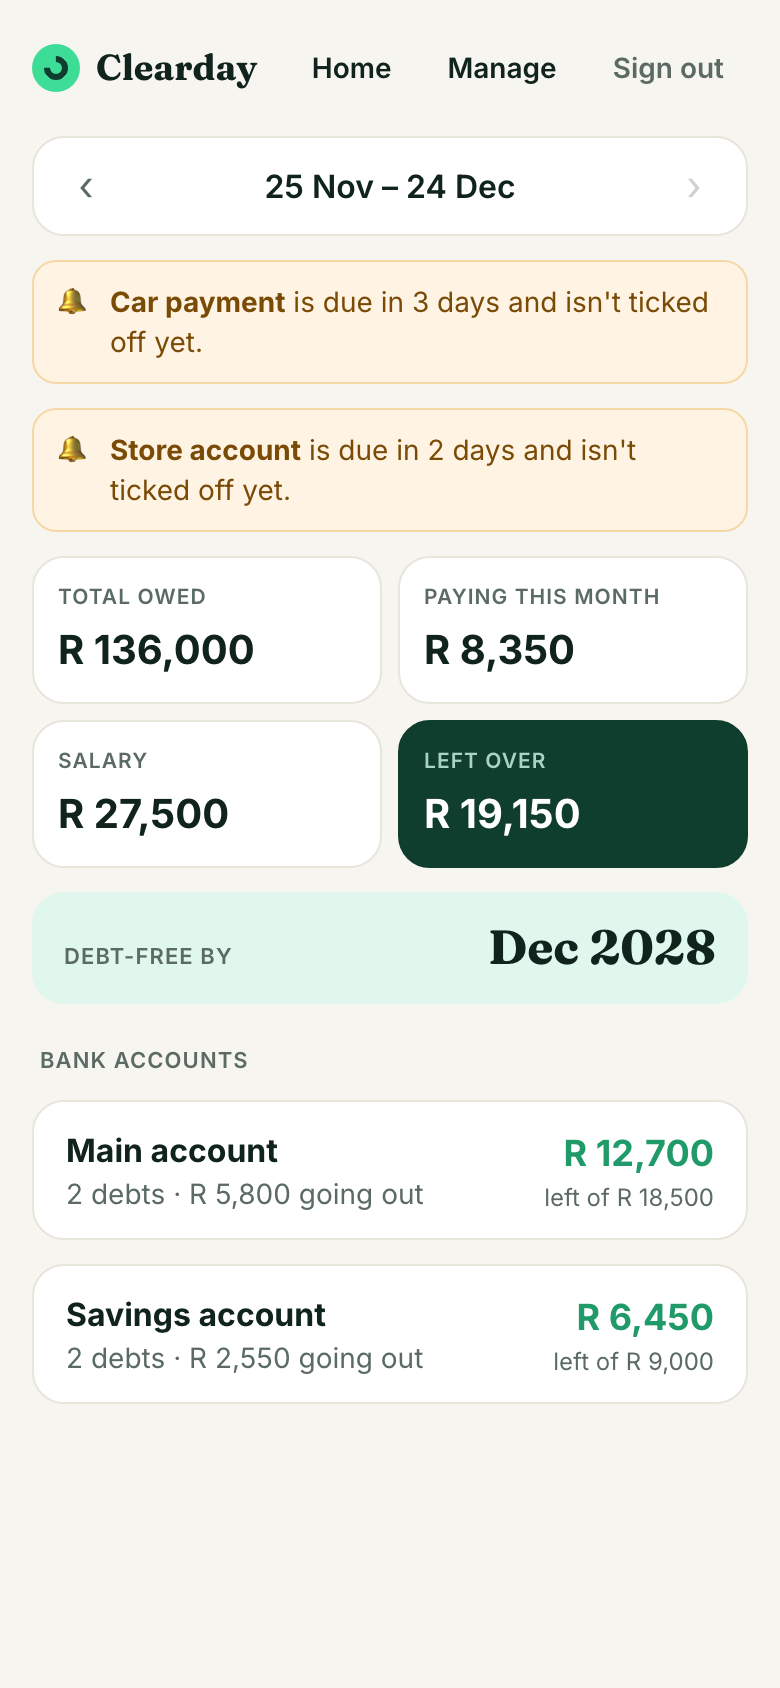 Clearday Home Manage Sign out
‹ 25 Nov – 24 Dec ›
Car payment is due in 3 days and isn't ticked
off yet.
Store account is due in 2 days and isn't
ticked off yet.
TOTAL OWED
R 136,000
PAYING THIS MONTH
R 8,350
SALARY
R 27,500
LEFT OVER
R 19,150
DEBT-FREE BY
Dec 2028
BANK ACCOUNTS
Main account
2 debts · R 5,800 going out
R 12,700
left of R 18,500
Savings account
2 debts · R 2,550 going out
R 6,450
left of R 9,000